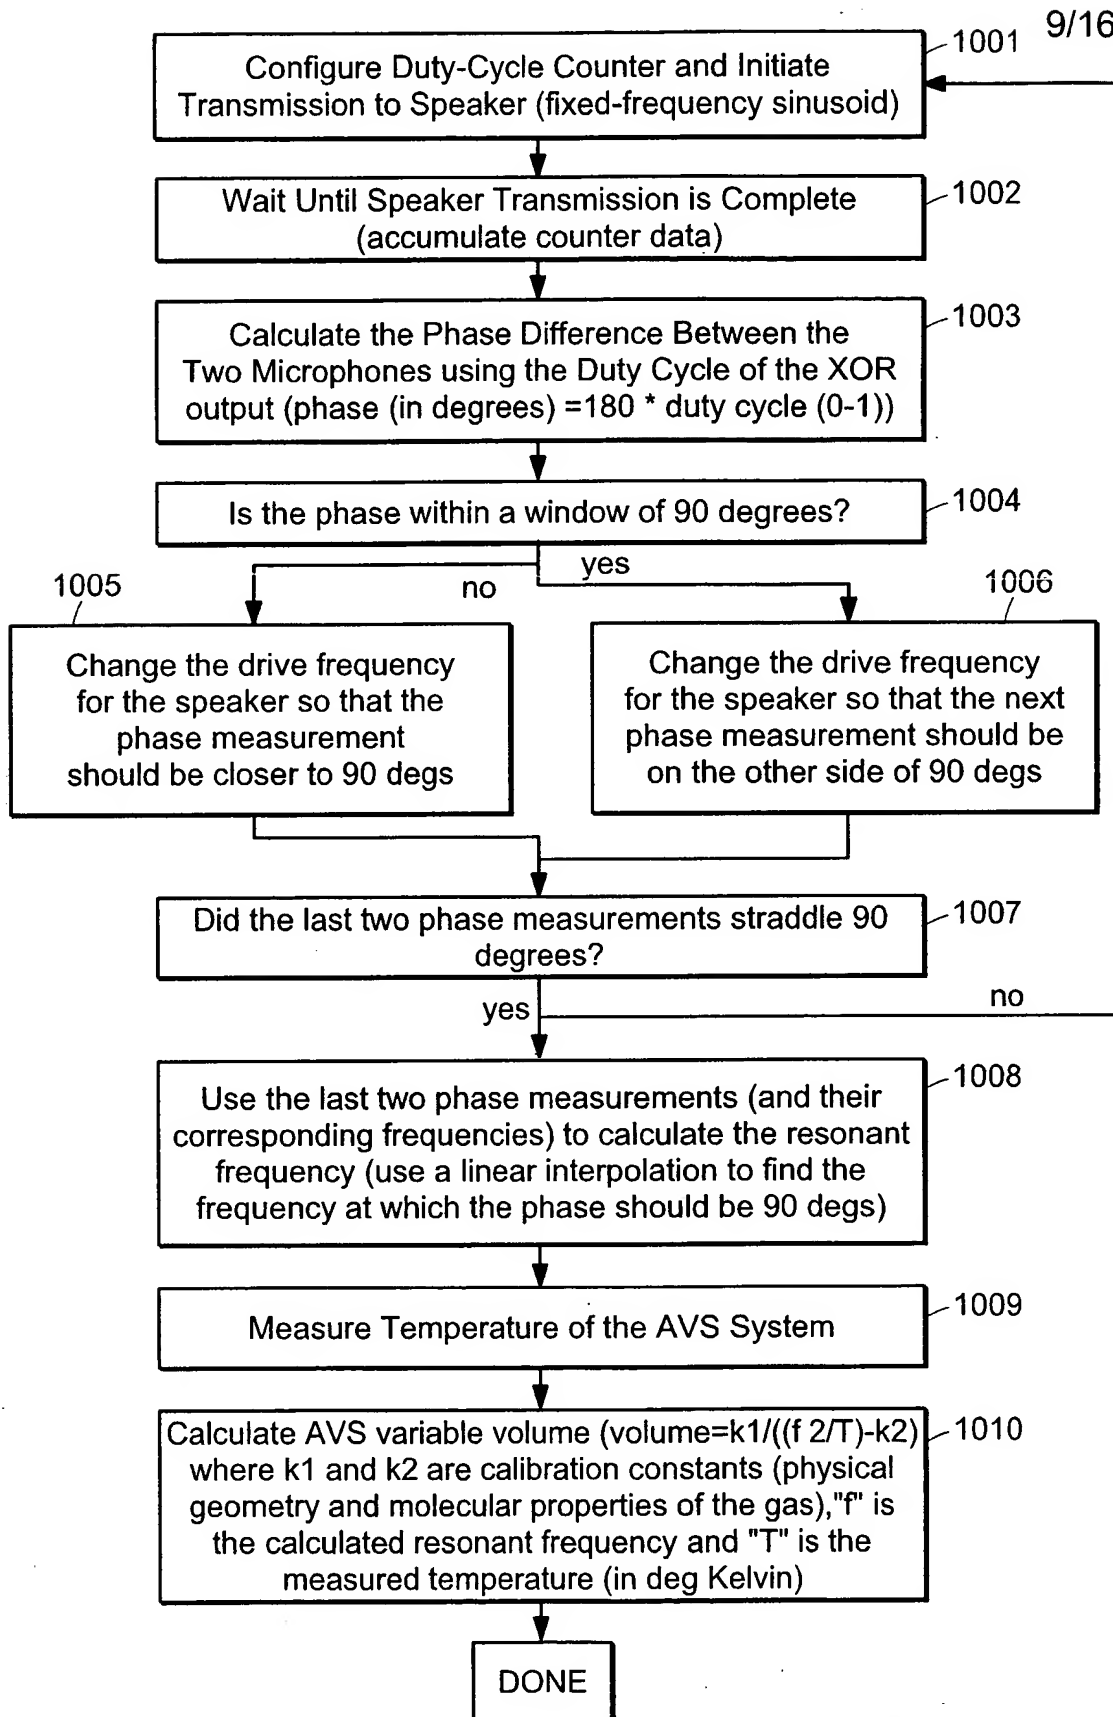 9/16
1001
Configure Duty-Cycle Counter and Initiate
Transmission to Speaker (fixed-frequency sinusoid)
1002
Wait Until Speaker Transmission is Complete
(accumulate counter data)
1003
Calculate the Phase Difference Between the
Two Microphones using the Duty Cycle of the XOR
output (phase (in degrees) =180 * duty cycle (0-1))
1004
Is the phase within a window of 90 degrees?
no
yes
1005
Change the drive frequency
for the speaker so that the
phase measurement
should be closer to 90 degs
1006
Change the drive frequency
for the speaker so that the next
phase measurement should be
on the other side of 90 degs
1007
Did the last two phase measurements straddle 90
degrees?
yes
no
1008
Use the last two phase measurements (and their
corresponding frequencies) to calculate the resonant
frequency (use a linear interpolation to find the
frequency at which the phase should be 90 degs)
1009
Measure Temperature of the AVS System
1010
Calculate AVS variable volume (volume=k1/((f 2/T)-k2)
where k1 and k2 are calibration constants (physical
geometry and molecular properties of the gas),"f" is
the calculated resonant frequency and "T" is the
measured temperature (in deg Kelvin)
DONE